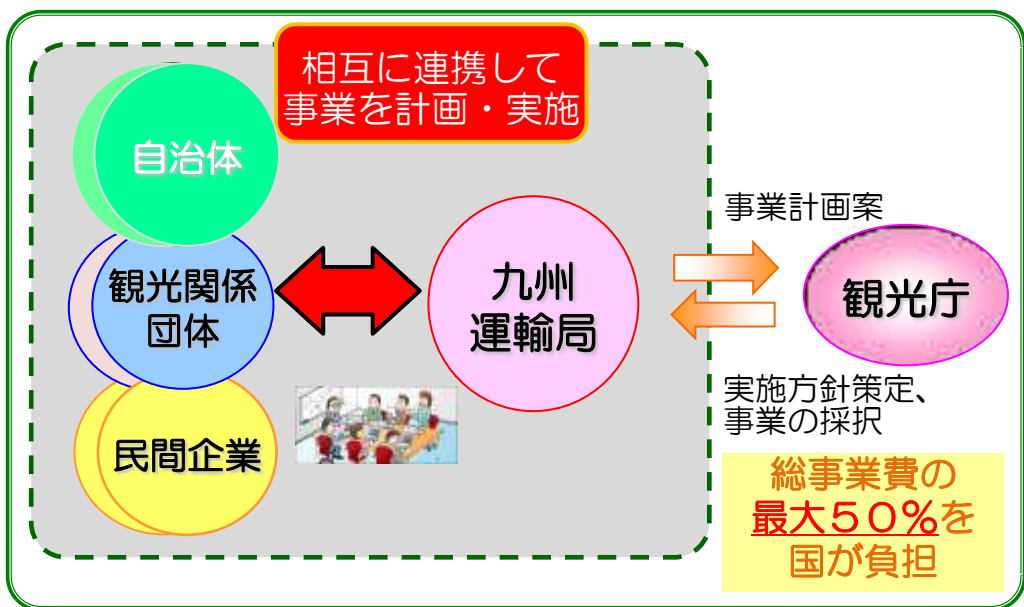 相互に連携して
事業を計画・実施
自治体
観光関係
団体
民間企業
九州
運輸局
事業計画案
観光庁
実施方針策定、
事業の採択
総事業費の
最大５０％を
国が負担